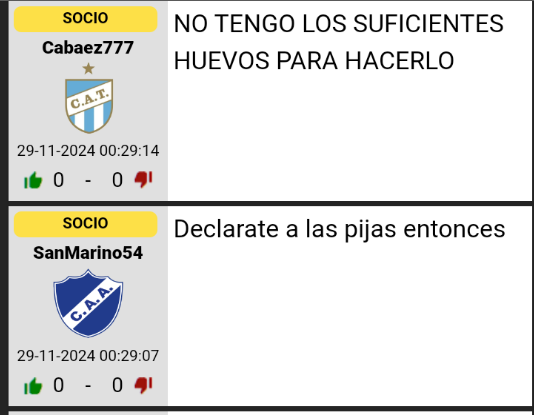 SOCIO
Cabaez777
C.A.T.
29-11-2024 00:29:14
0 - 0
NO TENGO LOS SUFICIENTES
HUEVOS PARA HACERLO
SOCIO
SanMarino54
C.A.A.
29-11-2024 00:29:07
0 - 0
Declarate a las pijas entonces